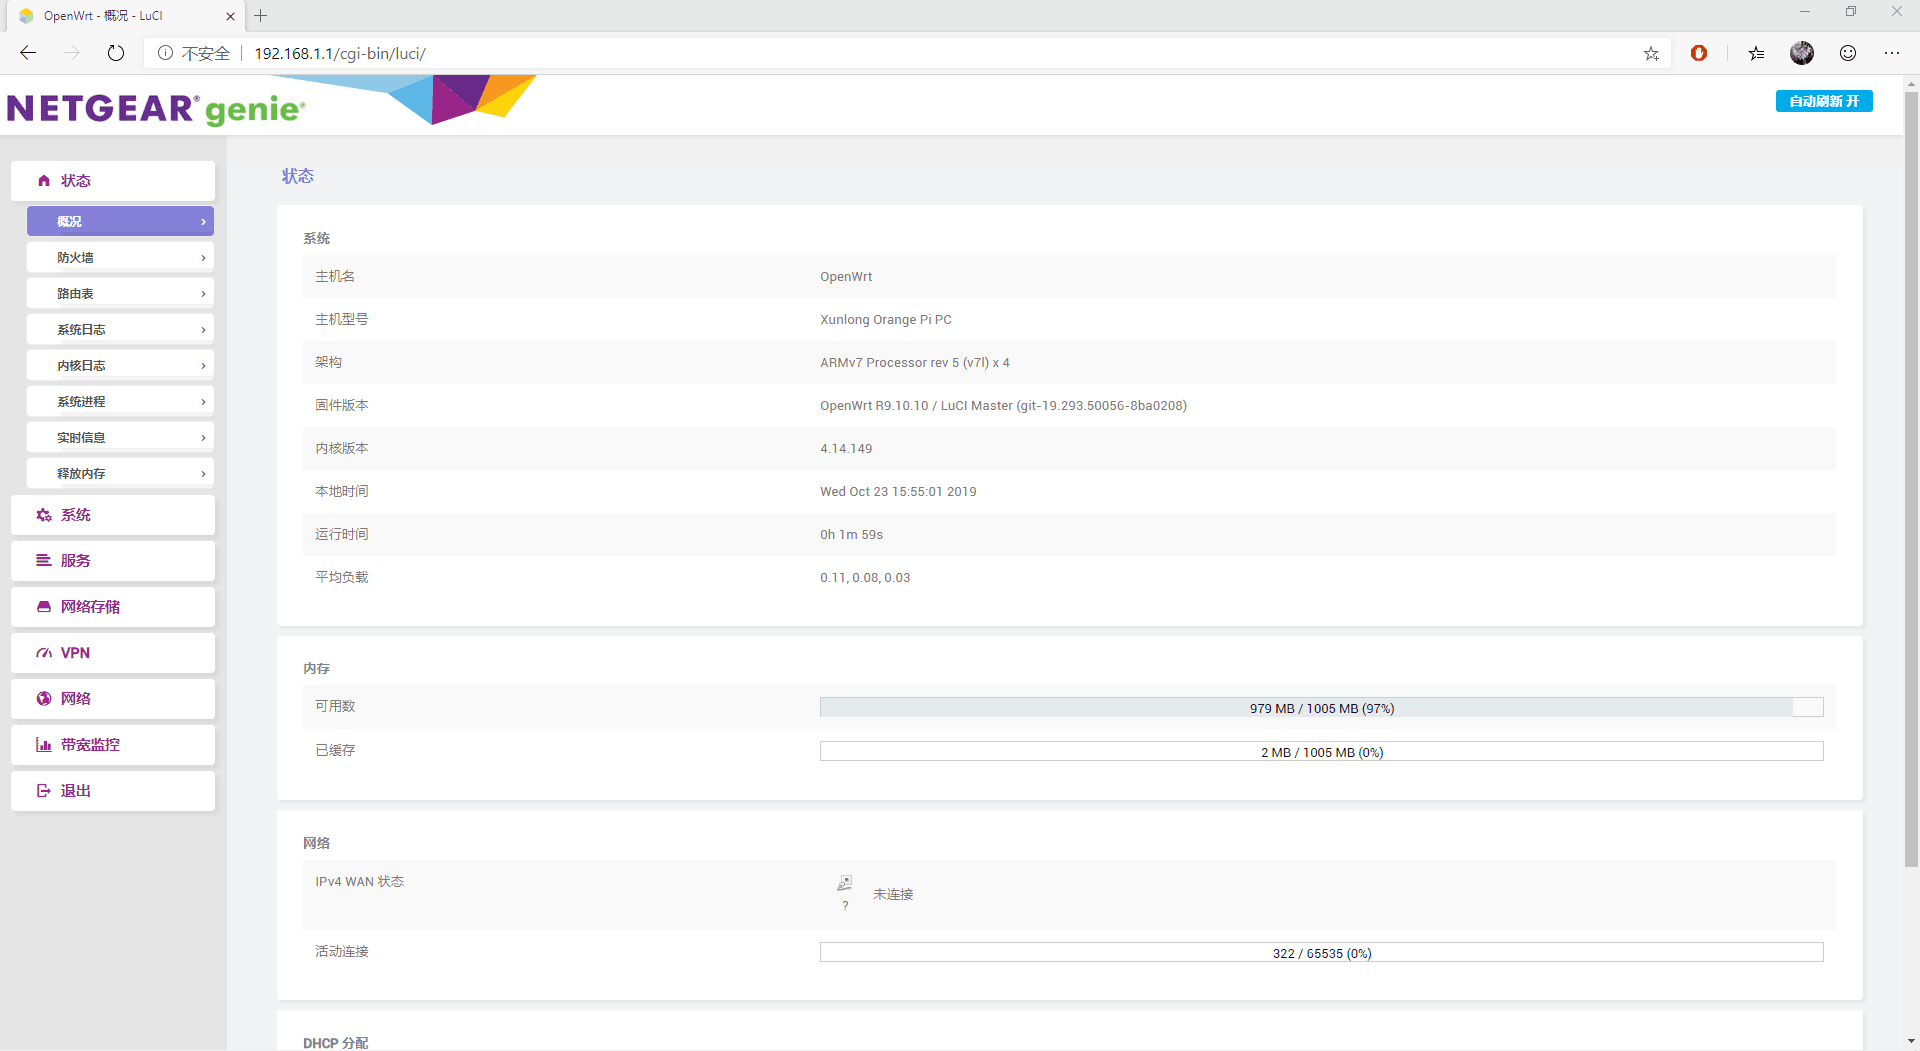 OpenWrt - 概况 - LuCI
不安全 192.168.1.1/cgi-bin/luci/
NETGEAR® genie®
自动刷新 开
状态
概况
防火墙
路由表
系统日志
内核日志
系统进程
实时信息
释放内存
系统
服务
网络存储
VPN
网络
带宽监控
退出
状态
系统
主机名 OpenWrt
主机型号 Xunlong Orange Pi PC
架构 ARMv7 Processor rev 5 (v7l) x 4
固件版本 OpenWrt R9.10.10 / LuCI Master (git-19.293.50056-8ba0208)
内核版本 4.14.149
本地时间 Wed Oct 23 15:55:01 2019
运行时间 0h 1m 59s
平均负载 0.11, 0.08, 0.03
内存
可用数 979 MB / 1005 MB (97%)
已缓存 2 MB / 1005 MB (0%)
网络
IPv4 WAN 状态 ? 未连接
活动连接 322 / 65535 (0%)
DHCP 分配